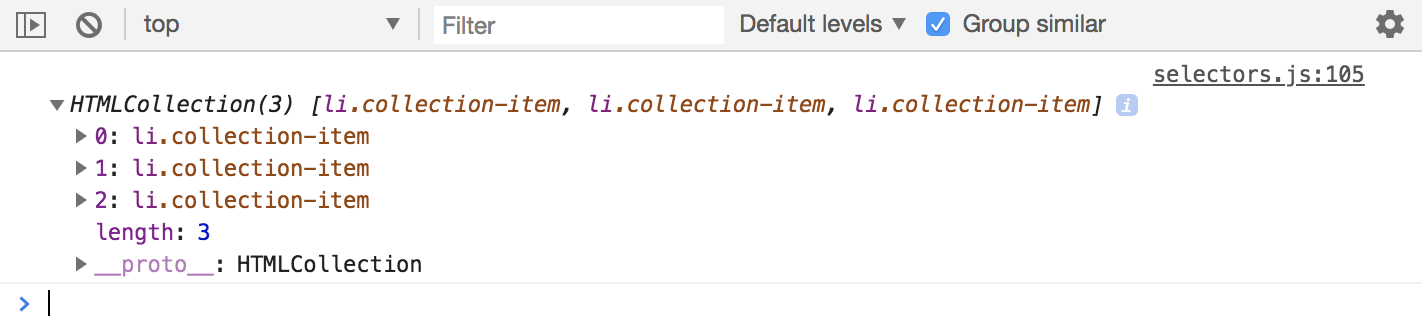 top Filter Default levels Group similar
selectors.js:105
HTMLCollection(3) [li.collection-item, li.collection-item, li.collection-item] i
0: li.collection-item
1: li.collection-item
2: li.collection-item
length: 3
__proto__: HTMLCollection
>